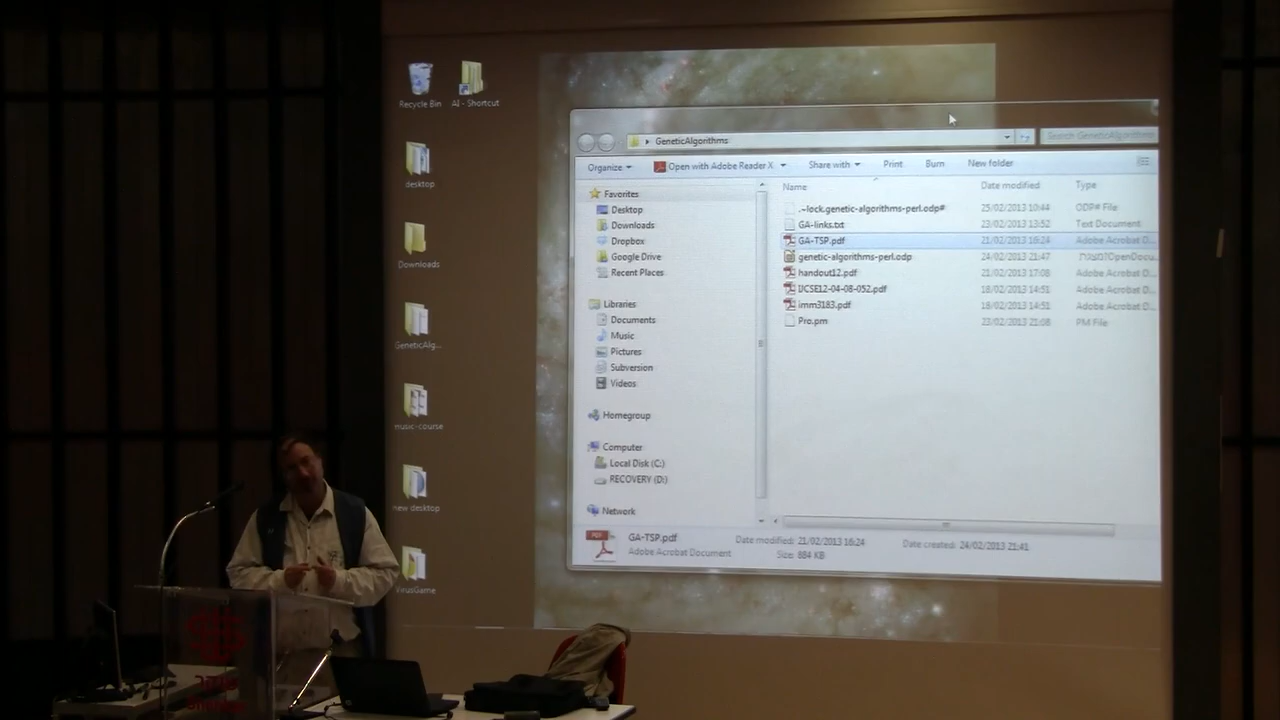 Recycle Bin
AI - Shortcut
desktop
Downloads
GeneticAlg...
music-course
new desktop
VirusGame
GeneticAlgorithms
Search GeneticAlgorithms
Organize
Open with Adobe Reader X
Share with
Print
Burn
New folder
Favorites
Desktop
Downloads
Dropbox
Google Drive
Recent Places
Libraries
Documents
Music
Pictures
Subversion
Videos
Homegroup
Computer
Local Disk (C:)
RECOVERY (D:)
Network
Name Date modified Type
.~lock.genetic-algorithms-perl.odp# 25/02/2013 10:44 ODP# File
GA-links.txt 23/02/2013 13:52 Text Document
GA-TSP.pdf 21/02/2013 16:24 Adobe Acrobat D...
genetic-algorithms-perl.odp 24/02/2013 21:47
handout12.pdf 21/02/2013 17:08 Adobe Acrobat D...
IJCSE12-04-08-052.pdf 18/02/2013 14:51 Adobe Acrobat D...
imm3183.pdf 18/02/2013 14:51 Adobe Acrobat D...
Pro.pm 23/02/2013 21:08 PM File
GA-TSP.pdf Date modified: 21/02/2013 16:24 Date created: 24/02/2013 21:41
Adobe Acrobat Document Size: 884 KB
שנקר